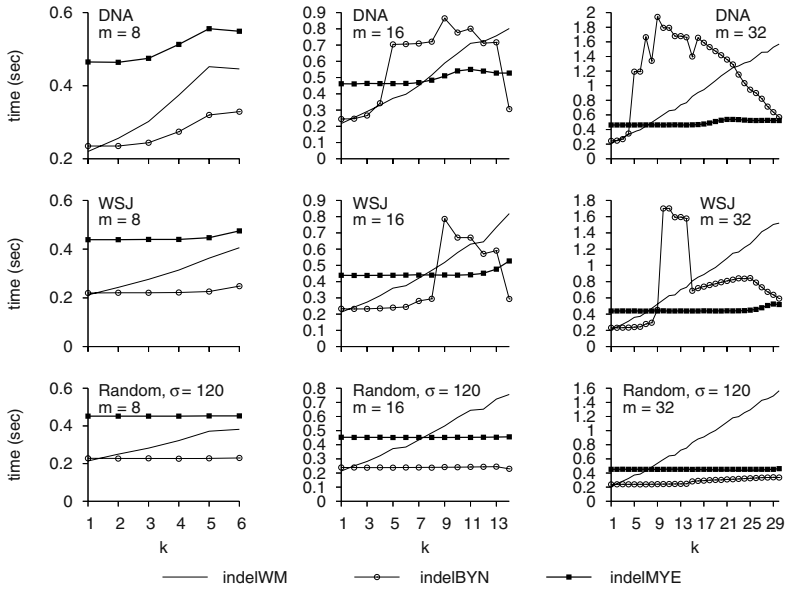 DNA
m = 8
time (sec)
0.6
0.4
0.2
DNA
m = 16
0.9
0.8
0.7
0.6
0.5
0.4
0.3
0.2
0.1
0
DNA
m = 32
2
1.8
1.6
1.4
1.2
1
0.8
0.6
0.4
0.2
0
WSJ
m = 8
time (sec)
0.6
0.4
0.2
0
WSJ
m = 16
0.9
0.8
0.7
0.6
0.5
0.4
0.3
0.2
0.1
0
WSJ
m = 32
1.8
1.6
1.4
1.2
1
0.8
0.6
0.4
0.2
0
Random, σ = 120
m = 8
time (sec)
0.6
0.4
0.2
0
1 2 3 4 5 6
k
Random, σ = 120
m = 16
0.8
0.7
0.6
0.5
0.4
0.3
0.2
0.1
0
1 3 5 7 9 11 13
k
Random, σ = 120
m = 32
1.6
1.4
1.2
1
0.8
0.6
0.4
0.2
0
1 5 9 13 17 21 25 29
k
indelWM indelBYN indelMYE